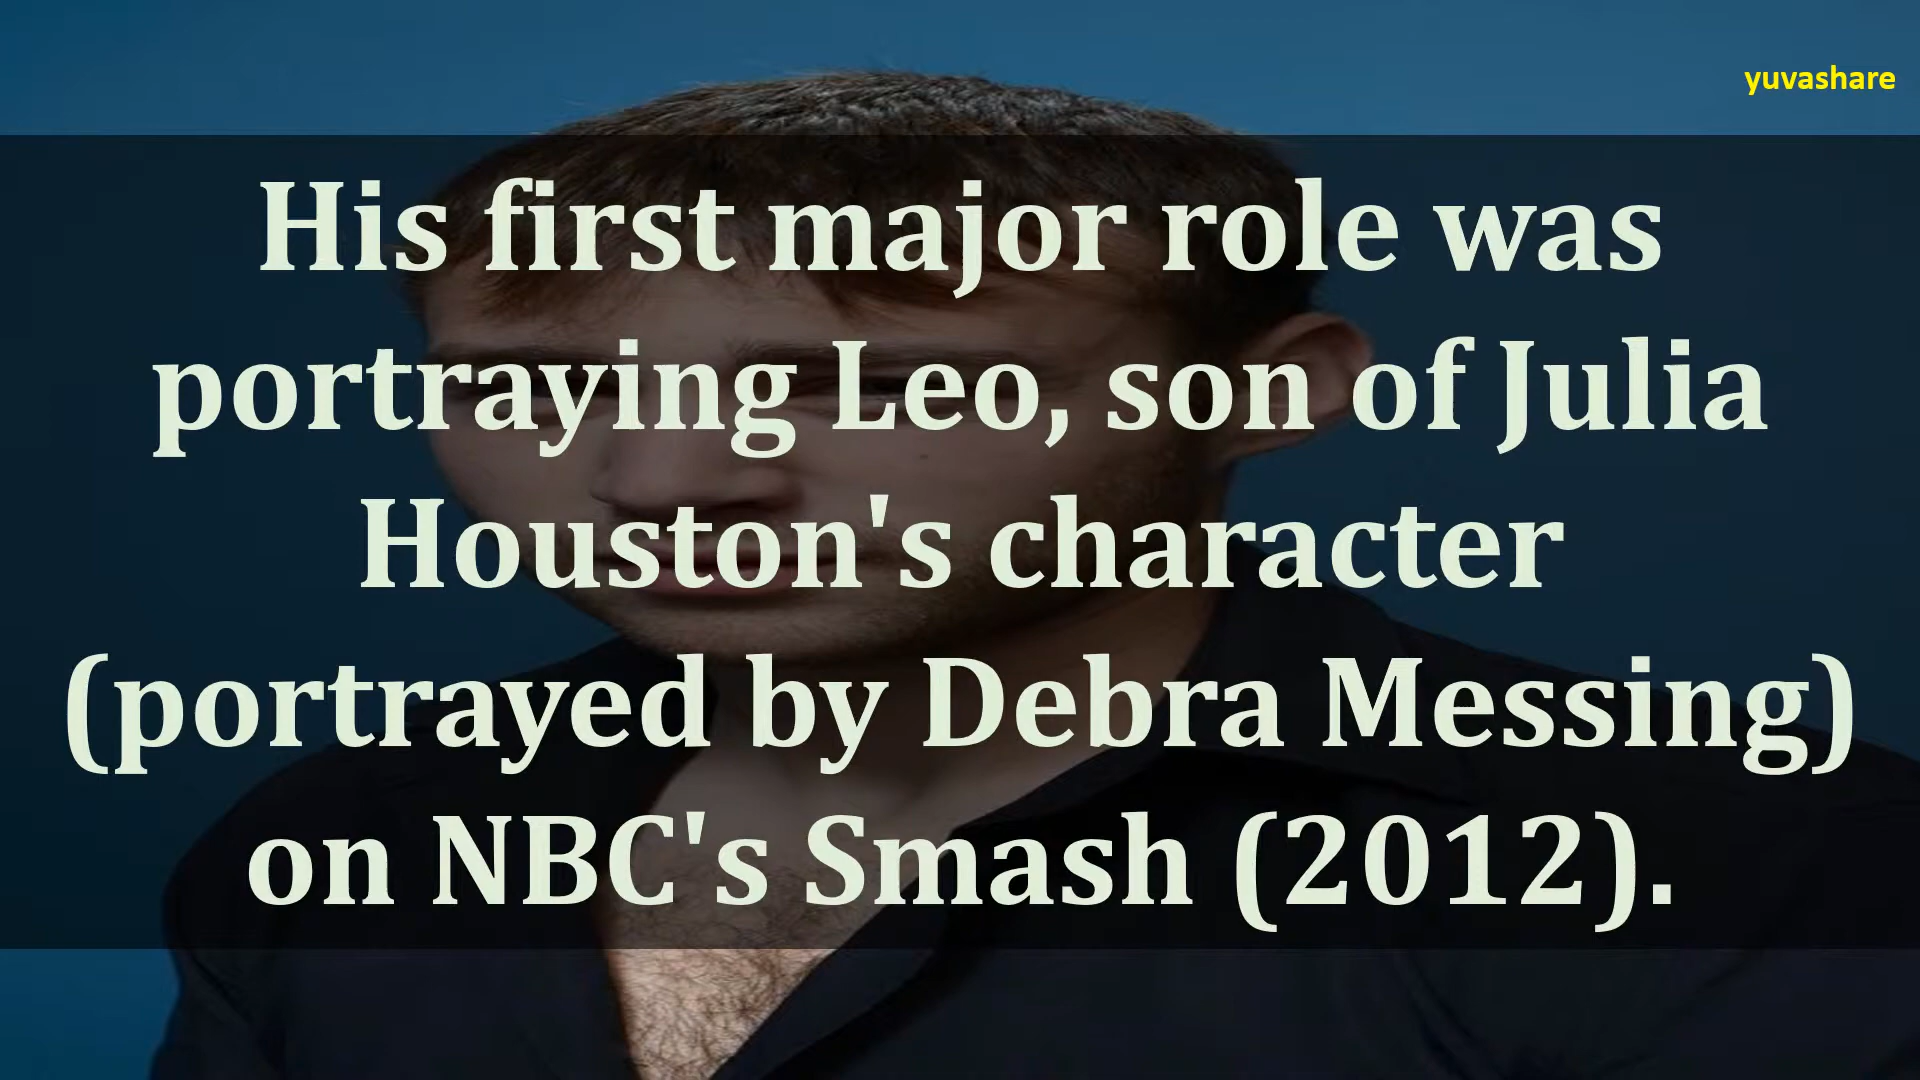 yuvashare
His first major role was
portraying Leo, son of Julia
Houston's character
(portrayed by Debra Messing)
on NBC's Smash (2012).